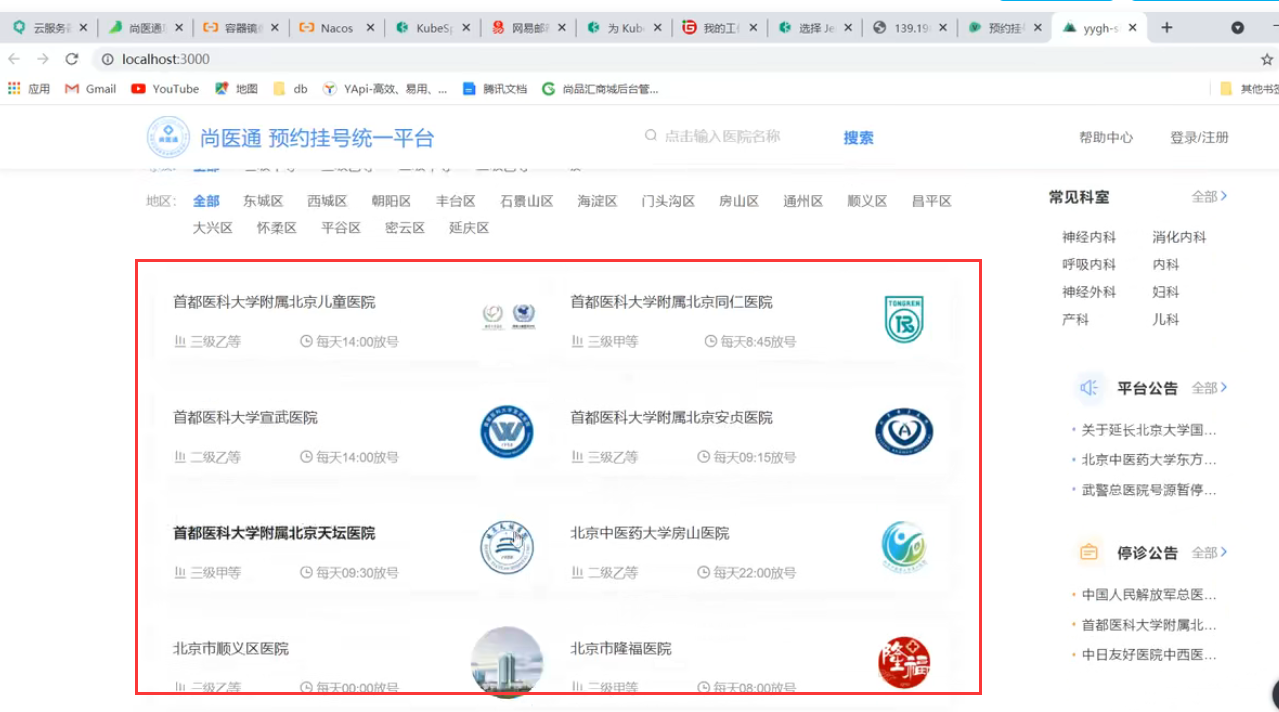 云服务 尚医通 容器镜 Nacos KubeSp 网易邮 为 Kub 我的工 选择 Je 139.19 预约挂 yygh-s
localhost:3000
应用 Gmail YouTube 地图 db YApi-高效、易用、... 腾讯文档 尚品汇商城后台管... 其他书签
尚医通 预约挂号统一平台 点击输入医院名称 搜索 帮助中心 登录/注册
地区: 全部 东城区 西城区 朝阳区 丰台区 石景山区 海淀区 门头沟区 房山区 通州区 顺义区 昌平区
大兴区 怀柔区 平谷区 密云区 延庆区
首都医科大学附属北京儿童医院
三级乙等 每天14:00放号
首都医科大学附属北京同仁医院
TONGREN
三级甲等 每天8:45放号
首都医科大学宣武医院
二级乙等 每天14:00放号
首都医科大学附属北京安贞医院
三级乙等 每天09:15放号
首都医科大学附属北京天坛医院
三级甲等 每天09:30放号
北京中医药大学房山医院
二级乙等 每天22:00放号
北京市顺义区医院
二级乙等 每天00:00放号
北京市隆福医院
隆福
每天08:00放号
常见科室 全部
神经内科 消化内科
呼吸内科 内科
神经外科 妇科
产科 儿科
平台公告 全部
关于延长北京大学国...
北京中医药大学东方...
武警总医院号源暂停...
停诊公告 全部
中国人民解放军总医...
首都医科大学附属北...
中日友好医院中西医...